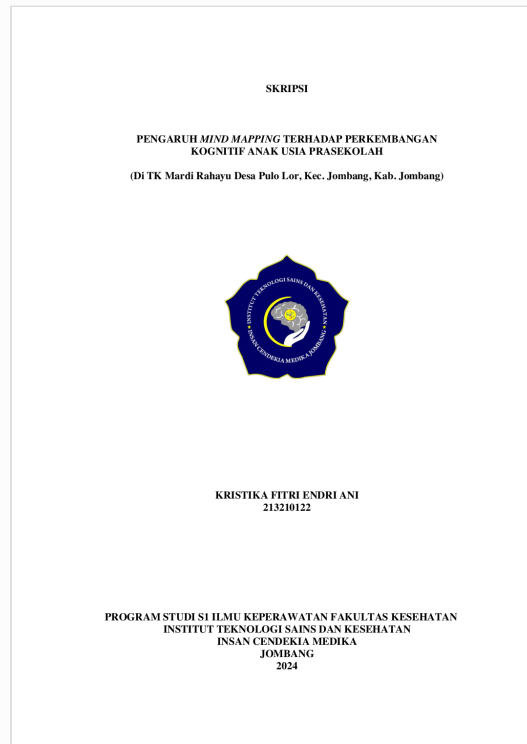 SKRIPSI
PENGARUH MIND MAPPING TERHADAP PERKEMBANGAN
KOGNITIF ANAK USIA PRASEKOLAH
(Di TK Mardi Rahayu Desa Pulo Lor, Kec. Jombang, Kab. Jombang)
INSTITUT TEKNOLOGI SAINS DAN KESEHATAN
INSAN CENDEKIA MEDIKA JOMBANG
KRISTIKA FITRI ENDRI ANI
213210122
PROGRAM STUDI S1 ILMU KEPERAWATAN FAKULTAS KESEHATAN
INSTITUT TEKNOLOGI SAINS DAN KESEHATAN
INSAN CENDEKIA MEDIKA
JOMBANG
2024